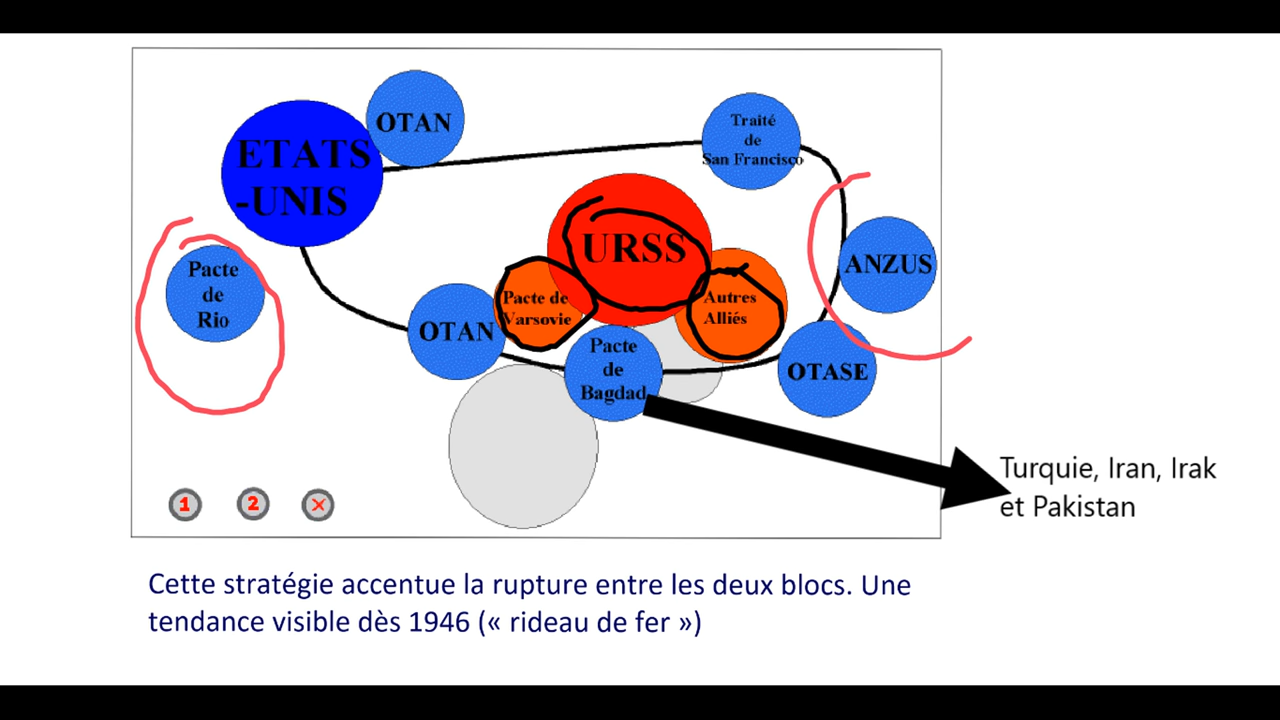 OTAN
ETATS
-UNIS
Traité
de
San Francisco
URSS
ANZUS
Pacte
de
Rio
Pacte de
Varsovie
Autres
Alliés
OTAN
Pacte
de
Bagdad
OTASE
Turquie, Iran, Irak
et Pakistan
1 2 X
Cette stratégie accentue la rupture entre les deux blocs. Une
tendance visible dès 1946 (« rideau de fer »)